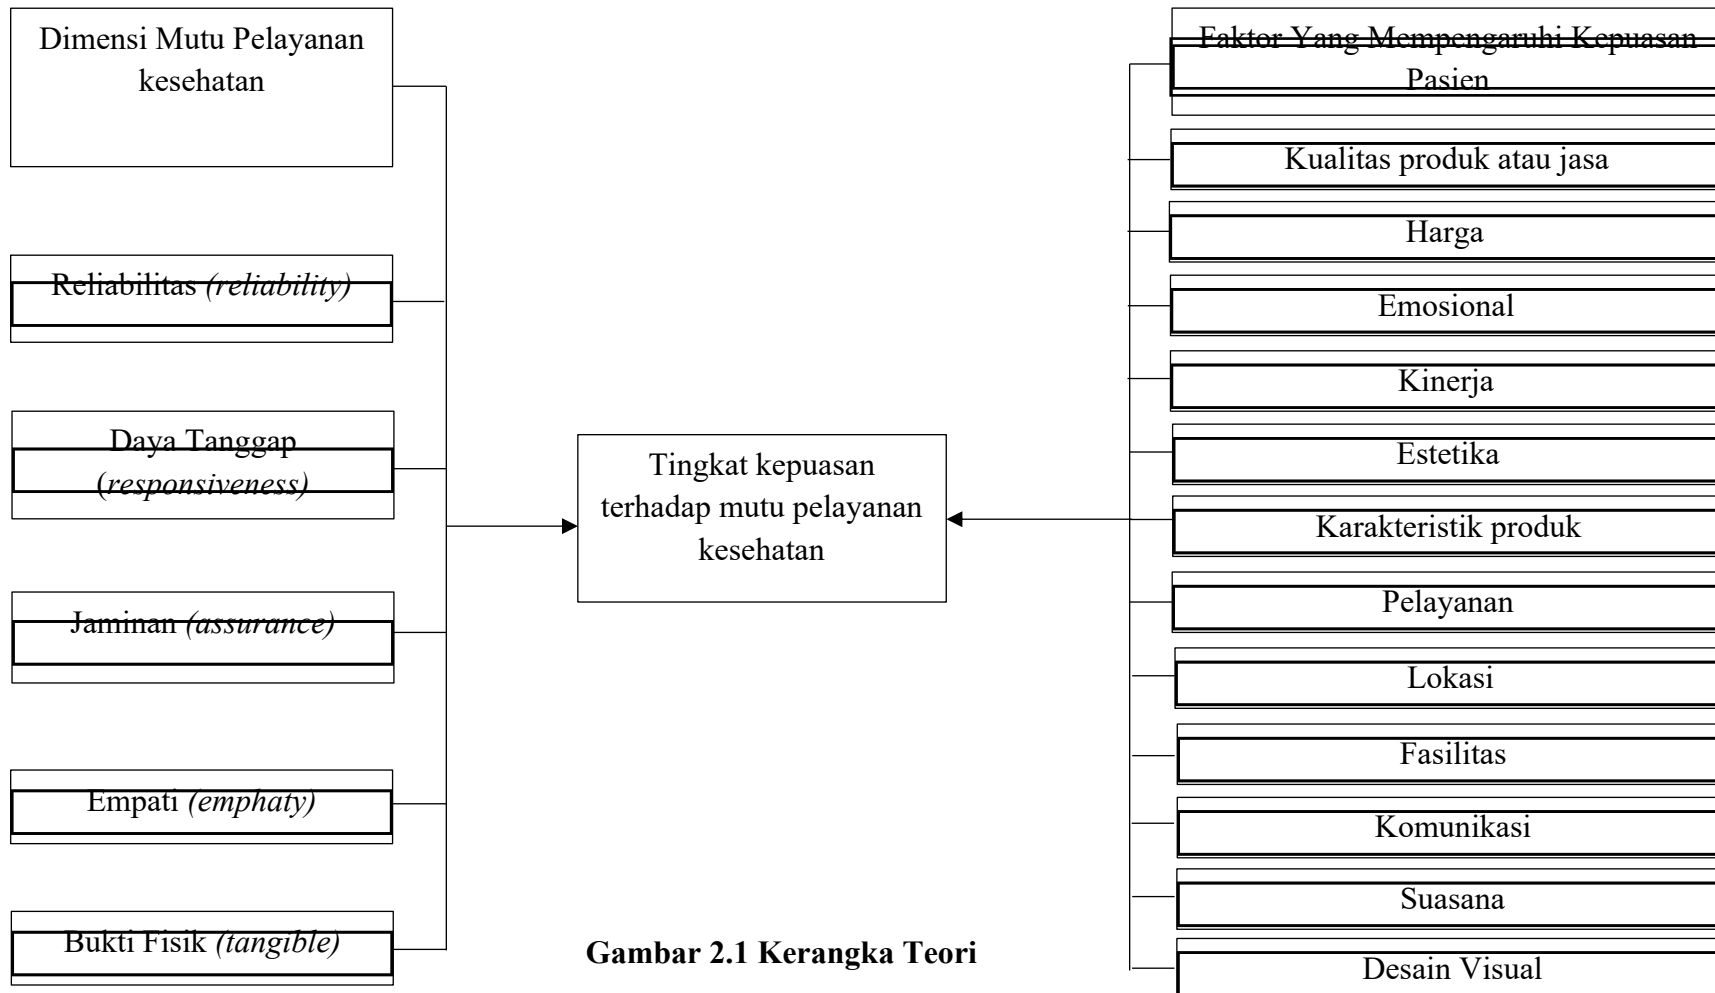 Dimensi Mutu Pelayanan
kesehatan
Reliabilitas (reliability)
Daya Tanggap
(responsiveness)
Jaminan (assurance)
Empati (emphaty)
Bukti Fisik (tangible)
Tingkat kepuasan
terhadap mutu pelayanan
kesehatan
Faktor Yang Mempengaruhi Kepuasan
Pasien
Kualitas produk atau jasa
Harga
Emosional
Kinerja
Estetika
Karakteristik produk
Pelayanan
Lokasi
Fasilitas
Komunikasi
Suasana
Desain Visual
Gambar 2.1 Kerangka Teori